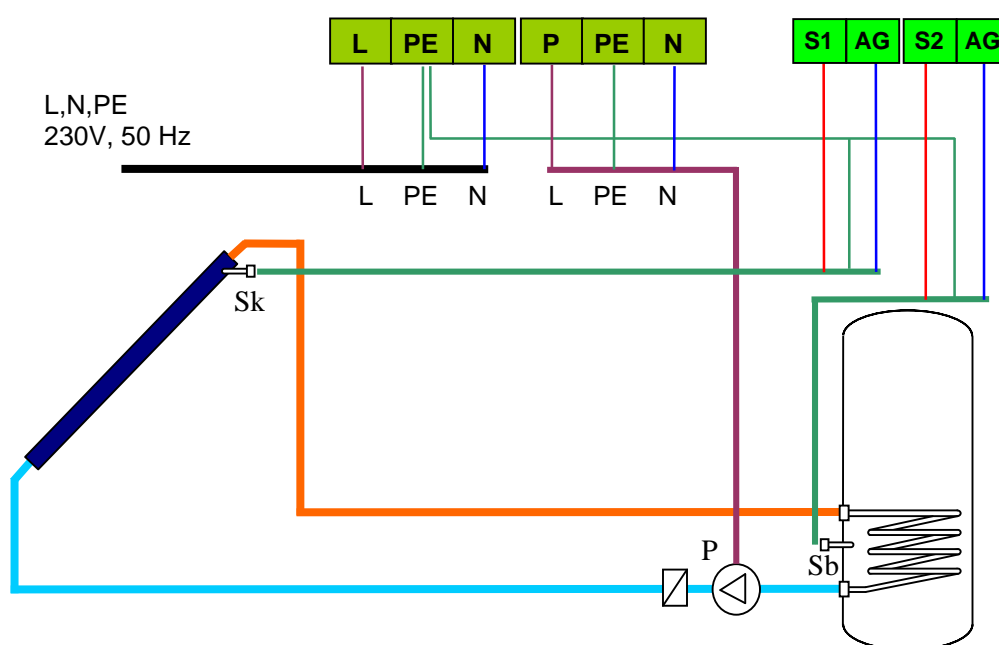 L PE N P PE N S1 AG S2 AG
L,N,PE
230V, 50 Hz
L PE N L PE N
Sk
P
Sb